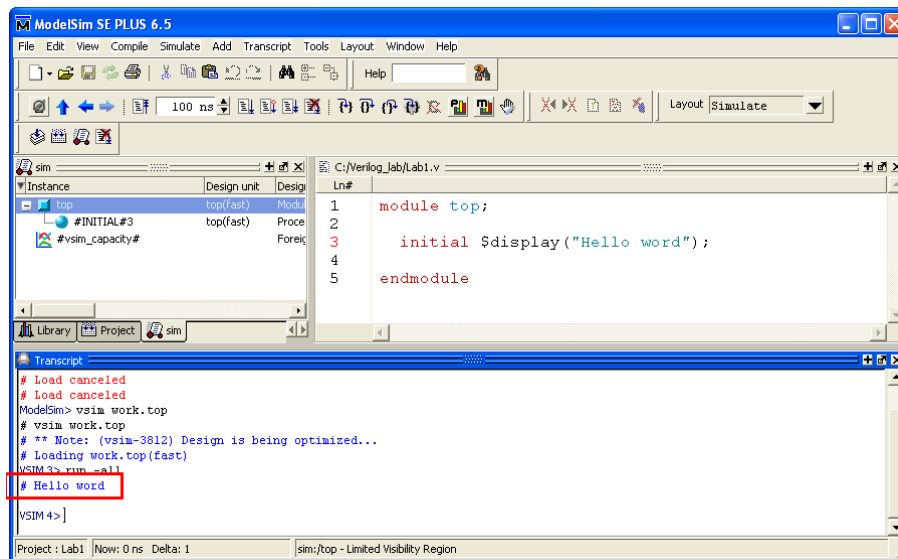 ModelSim SE PLUS 6.5
File Edit View Compile Simulate Add Transcript Tools Layout Window Help
Help
100 ns Layout Simulate
sim
Instance Design unit Desig
top top(fast) Modul
#INITIAL#3 top(fast) Proce
#vsim_capacity# Foreig
Library Project sim
C:/Verilog_lab/Lab1.v
Ln#
1 module top;
2
3 initial $display("Hello word");
4
5 endmodule
Transcript
# Load canceled
# Load canceled
ModelSim> vsim work.top
# vsim work.top
# ** Note: (vsim-3812) Design is being optimized...
# Loading work.top(fast)
VSIM 3> run -all
# Hello word
VSIM 4>
Project : Lab1 Now: 0 ns Delta: 1 sim:/top - Limited Visibility Region